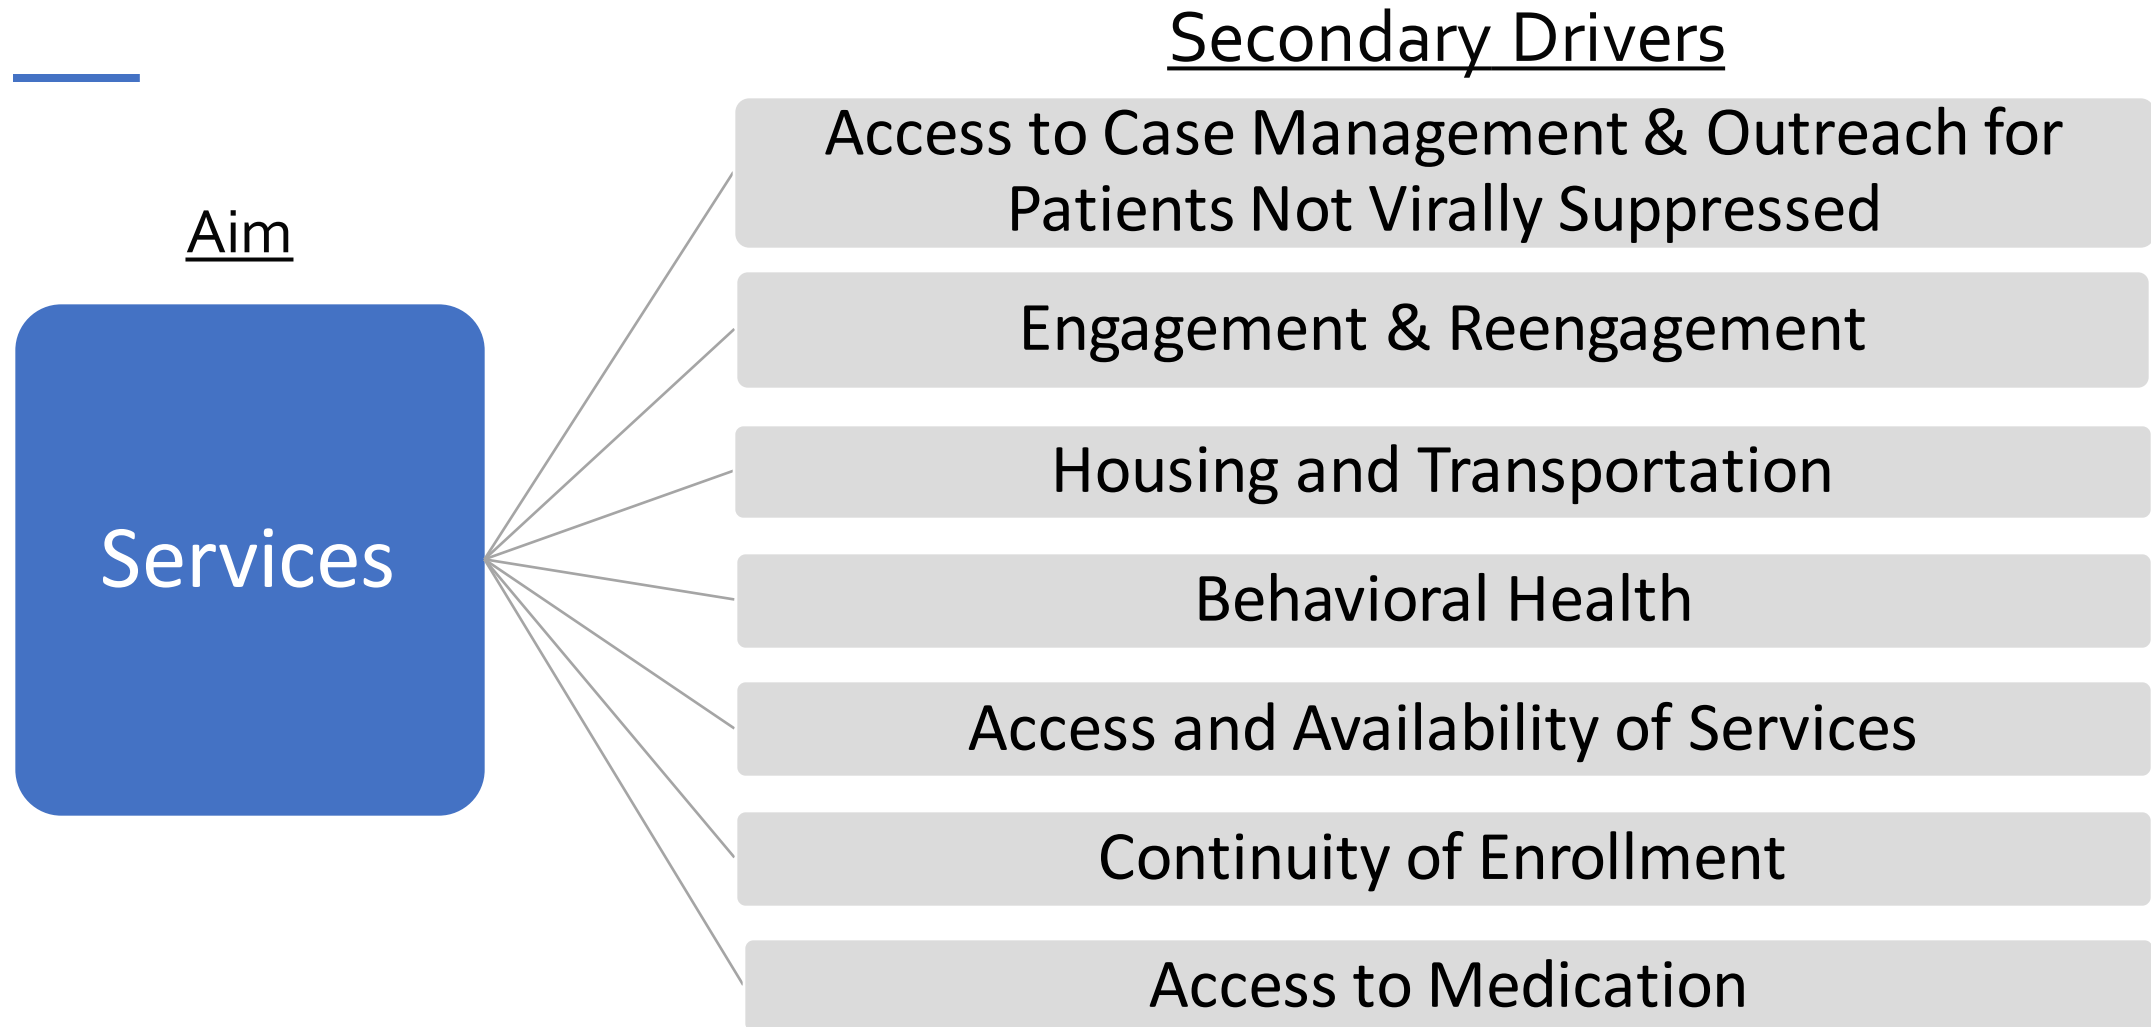 Secondary Drivers
Aim
Services
Access to Case Management & Outreach for
Patients Not Virally Suppressed
Engagement & Reengagement
Housing and Transportation
Behavioral Health
Access and Availability of Services
Continuity of Enrollment
Access to Medication